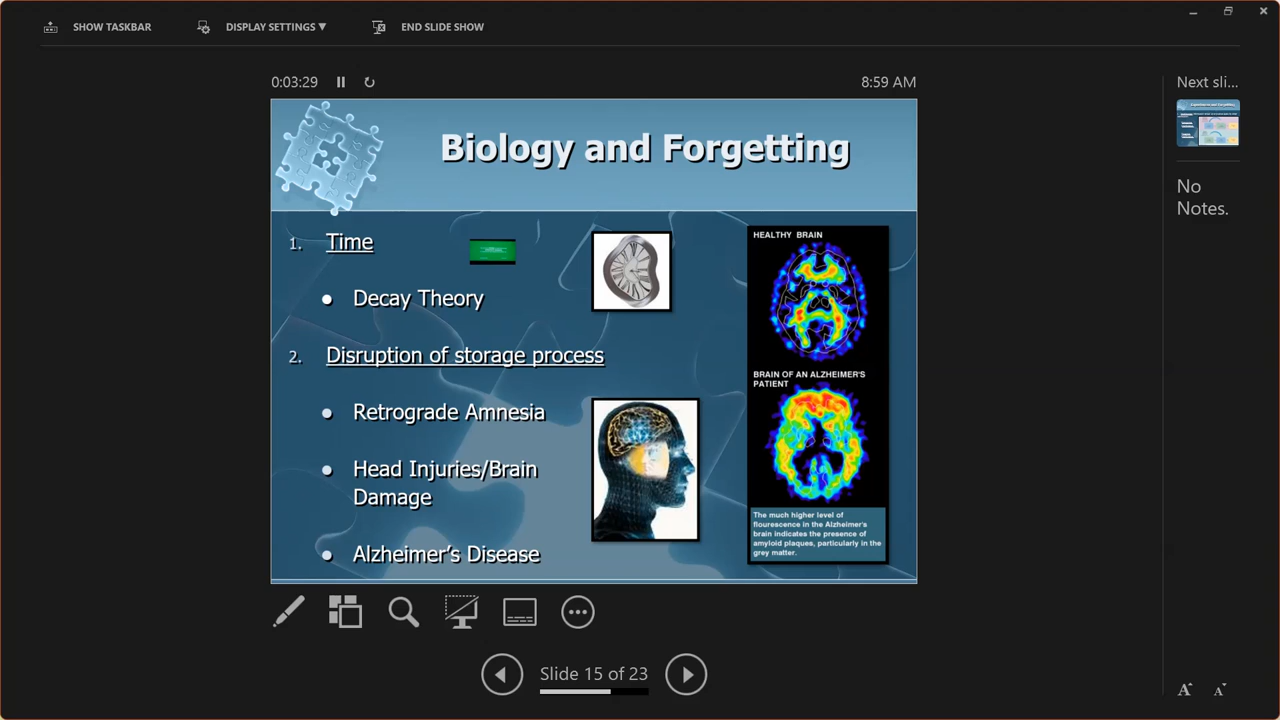 SHOW TASKBAR
DISPLAY SETTINGS ▼
END SLIDE SHOW
0:03:29
8:59 AM
Biology and Forgetting
1. Time
• Decay Theory
2. Disruption of storage process
• Retrograde Amnesia
• Head Injuries/Brain
Damage
• Alzheimer's Disease
HEALTHY BRAIN
BRAIN OF AN ALZHEIMER'S
PATIENT
The much higher level of
flourescence in the Alzheimer's
brain indicates the presence of
amyloid plaques, particularly in the
grey matter.
Slide 15 of 23
Next sli...
No
Notes.
A A